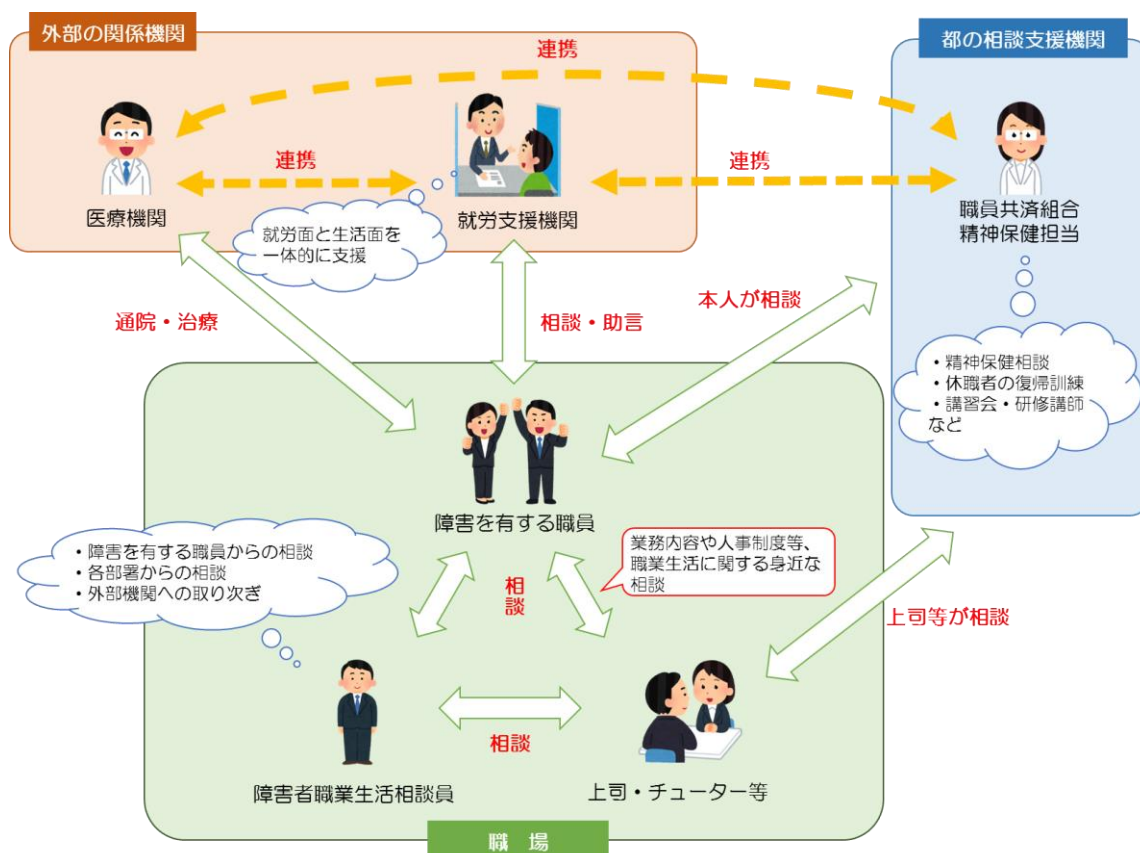 外部の関係機関
都の相談支援機関
連携
連携
連携
医療機関
就労支援機関
職員共済組合
精神保健担当
就労面と生活面を
一体的に支援
通院・治療
相談・助言
本人が相談
・精神保健相談
・休職者の復帰訓練
・講習会・研修講師
など
障害を有する職員
・障害を有する職員からの相談
・各部署からの相談
・外部機関への取り次ぎ
業務内容や人事制度等、
職業生活に関する身近な
相談
相談
上司等が相談
相談
障害者職業生活相談員
上司・チューター等
職 場